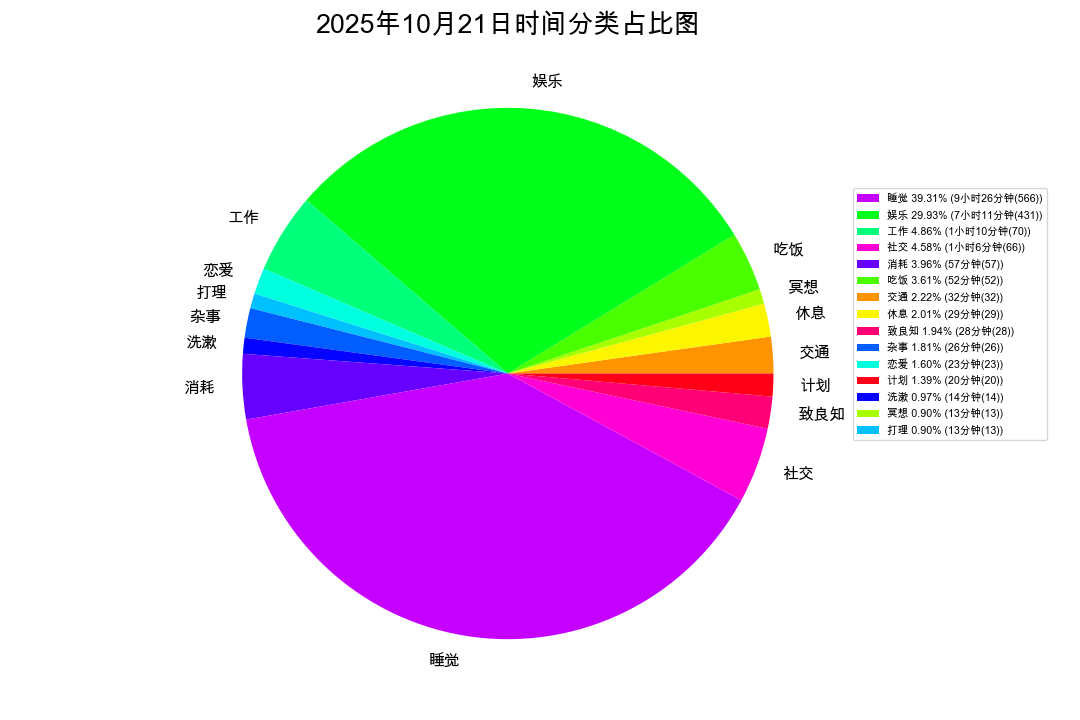 2025年10月21日时间分类占比图
娱乐
工作
恋爱
打理
杂事
洗漱
消耗
睡觉
吃饭
冥想
休息
交通
计划
致良知
社交
睡觉 39.31% (9小时26分钟(566))
娱乐 29.93% (7小时11分钟(431))
工作 4.86% (1小时10分钟(70))
社交 4.58% (1小时6分钟(66))
消耗 3.96% (57分钟(57))
吃饭 3.61% (52分钟(52))
交通 2.22% (32分钟(32))
休息 2.01% (29分钟(29))
致良知 1.94% (28分钟(28))
杂事 1.81% (26分钟(26))
恋爱 1.60% (23分钟(23))
计划 1.39% (20分钟(20))
洗漱 0.97% (14分钟(14))
冥想 0.90% (13分钟(13))
打理 0.90% (13分钟(13))